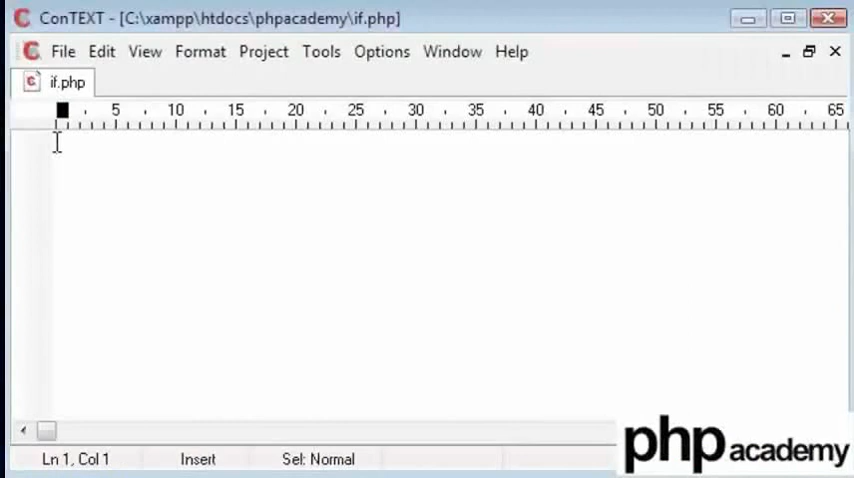 ConTEXT - [C:\xampp\htdocs\phpacademy\if.php]
File Edit View Format Project Tools Options Window Help
if.php
5 10 15 20 25 30 35 40 45 50 55 60 65
Ln 1, Col 1 Insert Sel: Normal
php academy